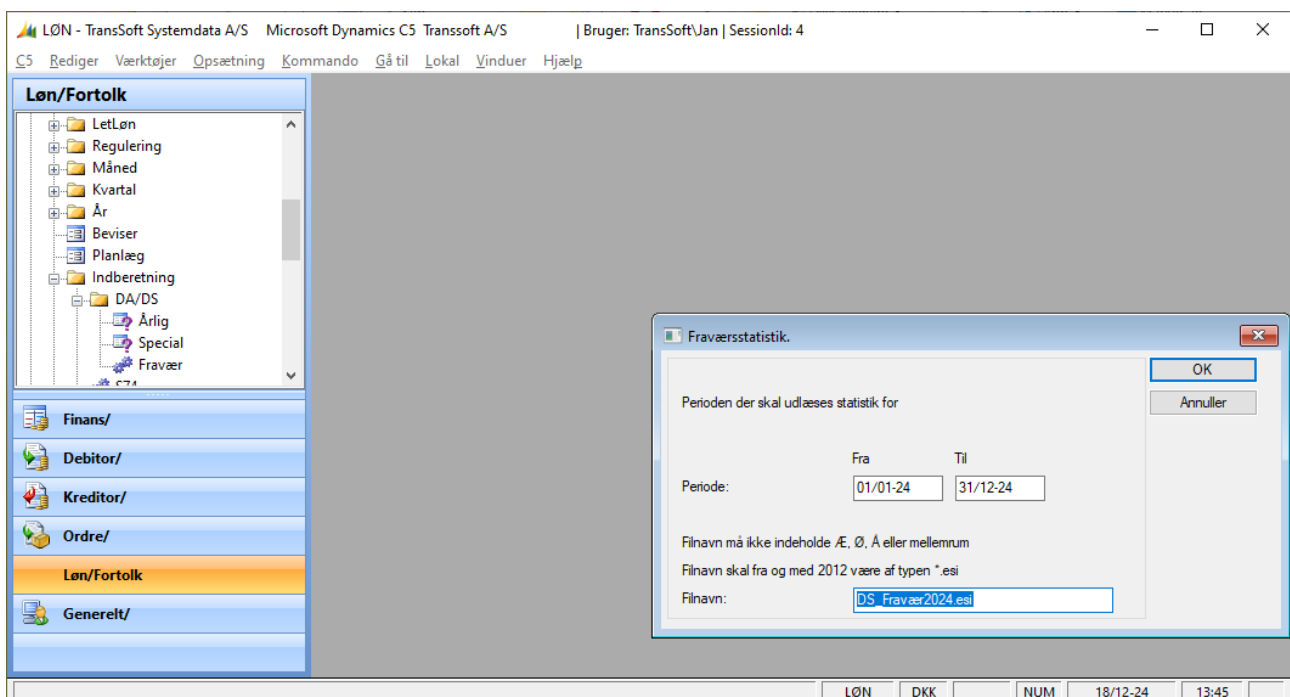 LØN - TransSoft Systemdata A/S Microsoft Dynamics C5 Transsoft A/S | Bruger: TransSoft\Jan | SessionId: 4
C5 Rediger Værktøjer Opsætning Kommando Gå til Lokal Vinduer Hjælp
Løn/Fortolk
LetLøn
Regulering
Måned
Kvartal
År
Beviser
Planlæg
Indberetning
DA/DS
Årlig
Special
Fravær
Finans/
Debitor/
Kreditor/
Ordre/
Løn/Fortolk
Generelt/
Fraværsstatistik.
OK
Annuller
Perioden der skal udlæses statistik for
Fra Til
Periode: 01/01-24 31/12-24
Filnavn må ikke indeholde Æ, Ø, Å eller mellemrum
Filnavn skal fra og med 2012 være af typen *.esi
Filnavn: DS_Fravær2024.esi
LØN DKK NUM 18/12-24 13:45